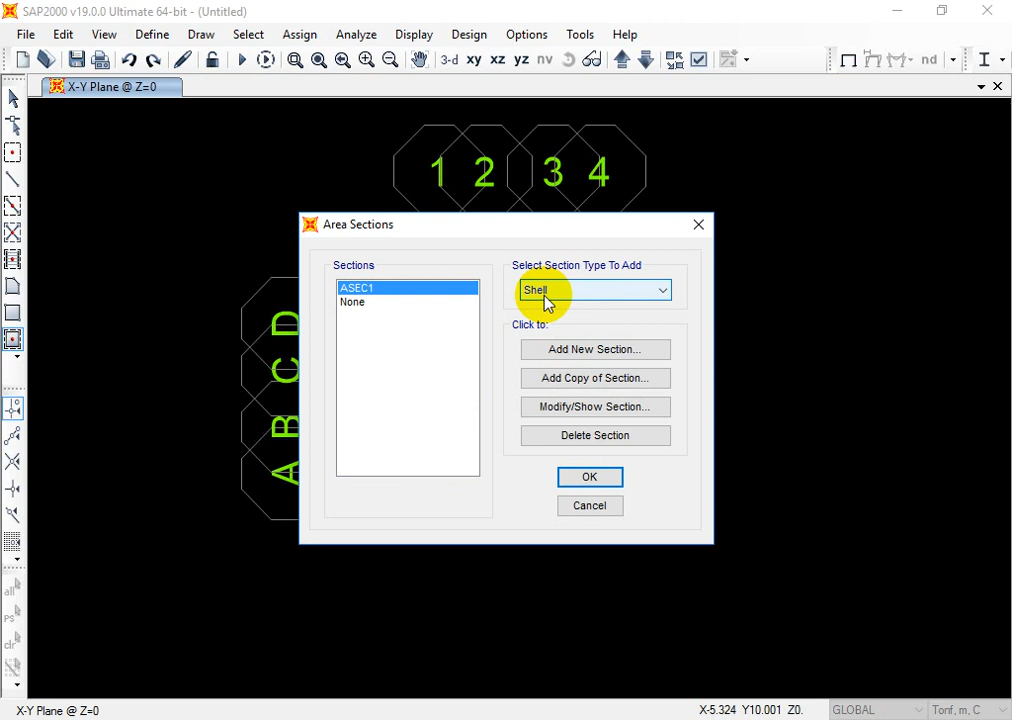 SAP2000 v19.0.0 Ultimate 64-bit - (Untitled)
File Edit View Define Draw Select Assign Analyze Display Design Options Tools Help
3-d xy xz yz nv nd
X-Y Plane @ Z=0
1 2 3 4
D
C
B
A
Area Sections
Sections
ASEC1
None
Select Section Type To Add
Shell
Click to:
Add New Section...
Add Copy of Section...
Modify/Show Section...
Delete Section
OK
Cancel
all
ps
clr
X-Y Plane @ Z=0 X-5.324 Y10.001 Z0. GLOBAL Tonf, m, C